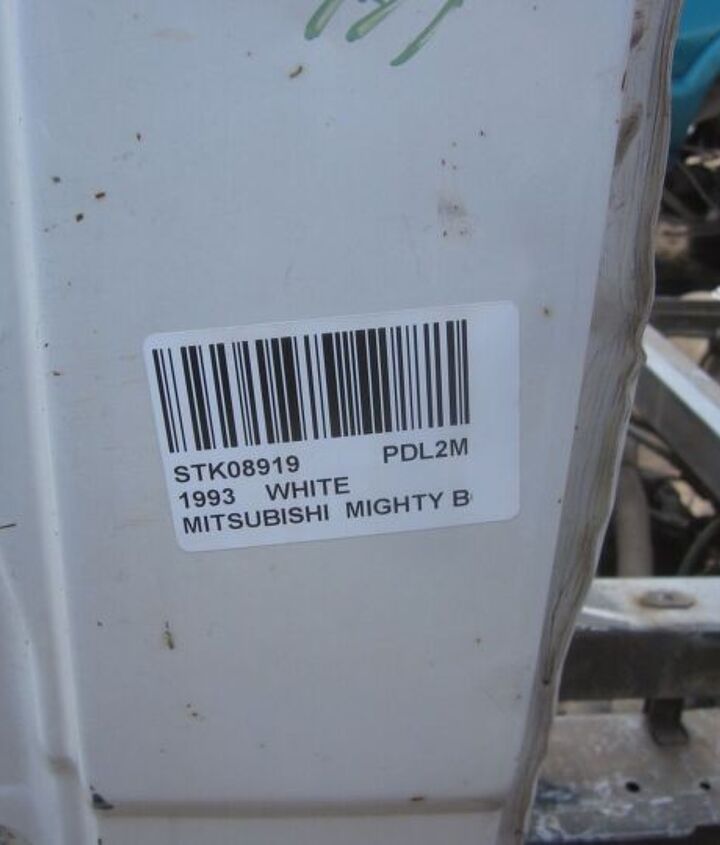 STK08919 PDL2M
1993 WHITE
MITSUBISHI MIGHTY B